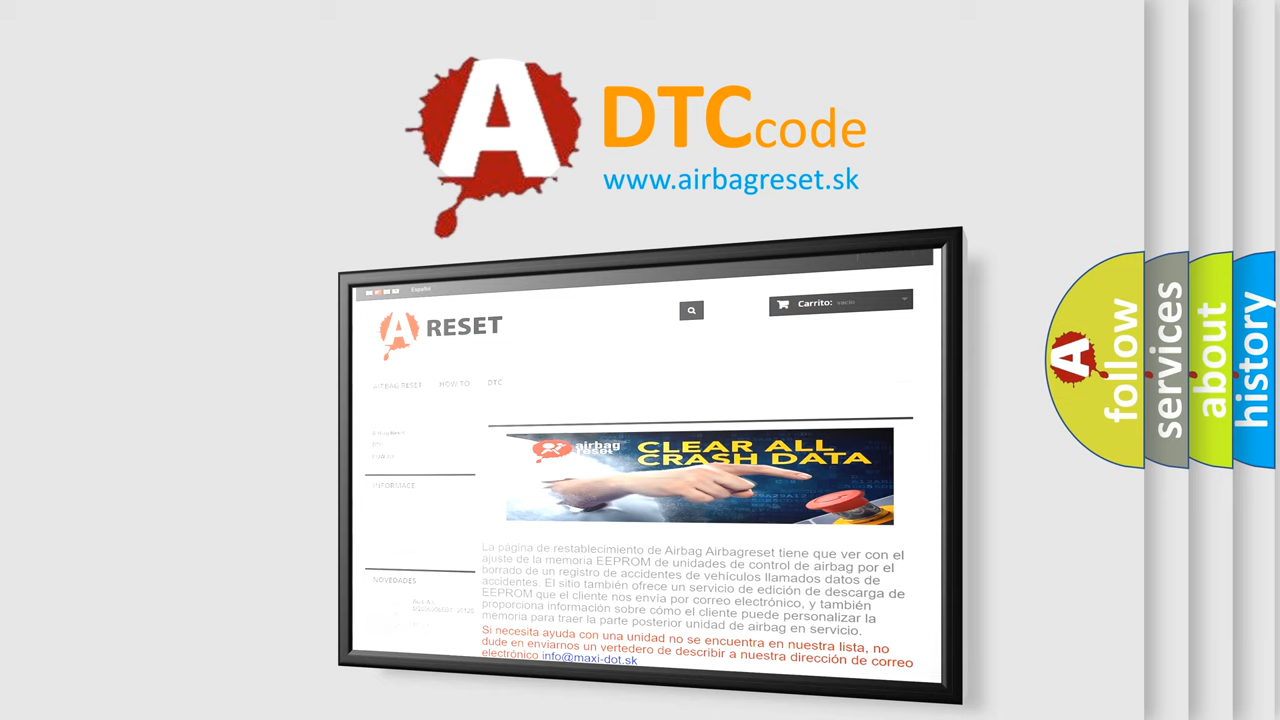 A
DTC code
www.airbagreset.sk
Español
A RESET
Carrito: vacío
AIRBAG RESET HOW TO DTC
INFORMACE
airbag
reset
CLEAR ALL
CRASH DATA
NOVEDADES
La página de restablecimiento de Airbag Airbagreset tiene que ver con el
ajuste de la memoria EEPROM de unidades de control de airbag por el
borrado de un registro de accidentes de vehículos llamados datos de
accidentes. El sitio también ofrece un servicio de edición de descarga de
EEPROM que el cliente nos envía por correo electrónico, y también
proporciona información sobre cómo el cliente puede personalizar la
memoria para traer la parte posterior unidad de airbag en servicio.
Si necesita ayuda con una unidad no se encuentra en nuestra lista, no
dude en enviarnos un vertedero de describir a nuestra dirección de correo
electrónico info@maxi-dot.sk
A
follow
services
about
history